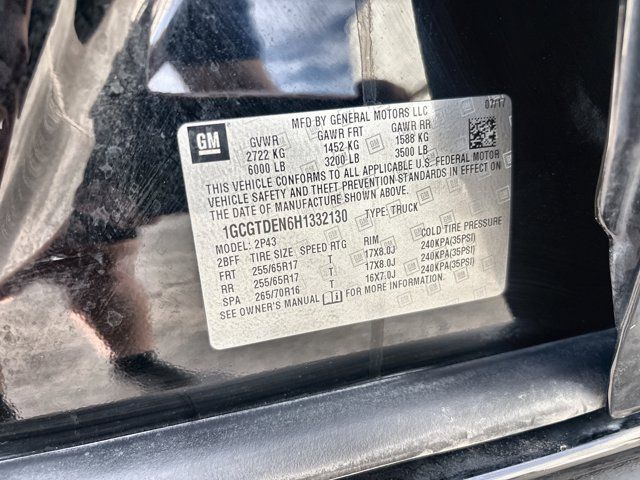 07/17
MFD BY GENERAL MOTORS LLC
GM
GVWR GAWR FRT GAWR RR
2722 KG 1452 KG 1588 KG
6000 LB 3200 LB 3500 LB
THIS VEHICLE CONFORMS TO ALL APPLICABLE U.S. FEDERAL MOTOR
VEHICLE SAFETY AND THEFT PREVENTION STANDARDS IN EFFECT ON
THE DATE OF MANUFACTURE SHOWN ABOVE.
1GCGTDEN6H1332130 TYPE: TRUCK
MODEL: 2P43
2BFF TIRE SIZE SPEED RTG RIM COLD TIRE PRESSURE
FRT 255/65R17 T 17X8.0J 240KPA(35PSI)
RR 255/65R17 T 17X8.0J 240KPA(35PSI)
SPA 265/70R16 T 16X7.0J 240KPA(35PSI)
SEE OWNER'S MANUAL FOR MORE INFORMATION.